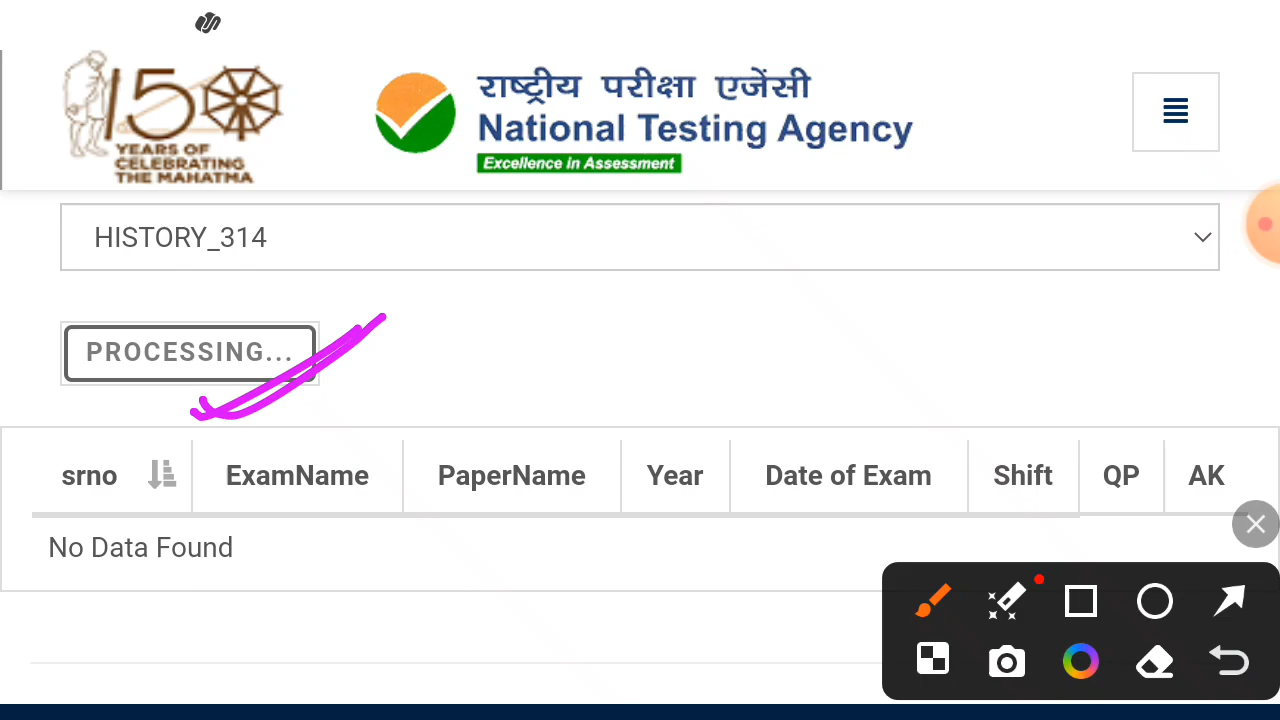 150
YEARS OF
CELEBRATING
THE MAHATMA
राष्ट्रीय परीक्षा एजेंसी
National Testing Agency
Excellence in Assessment
HISTORY_314
PROCESSING...
srno ExamName PaperName Year Date of Exam Shift QP AK
No Data Found